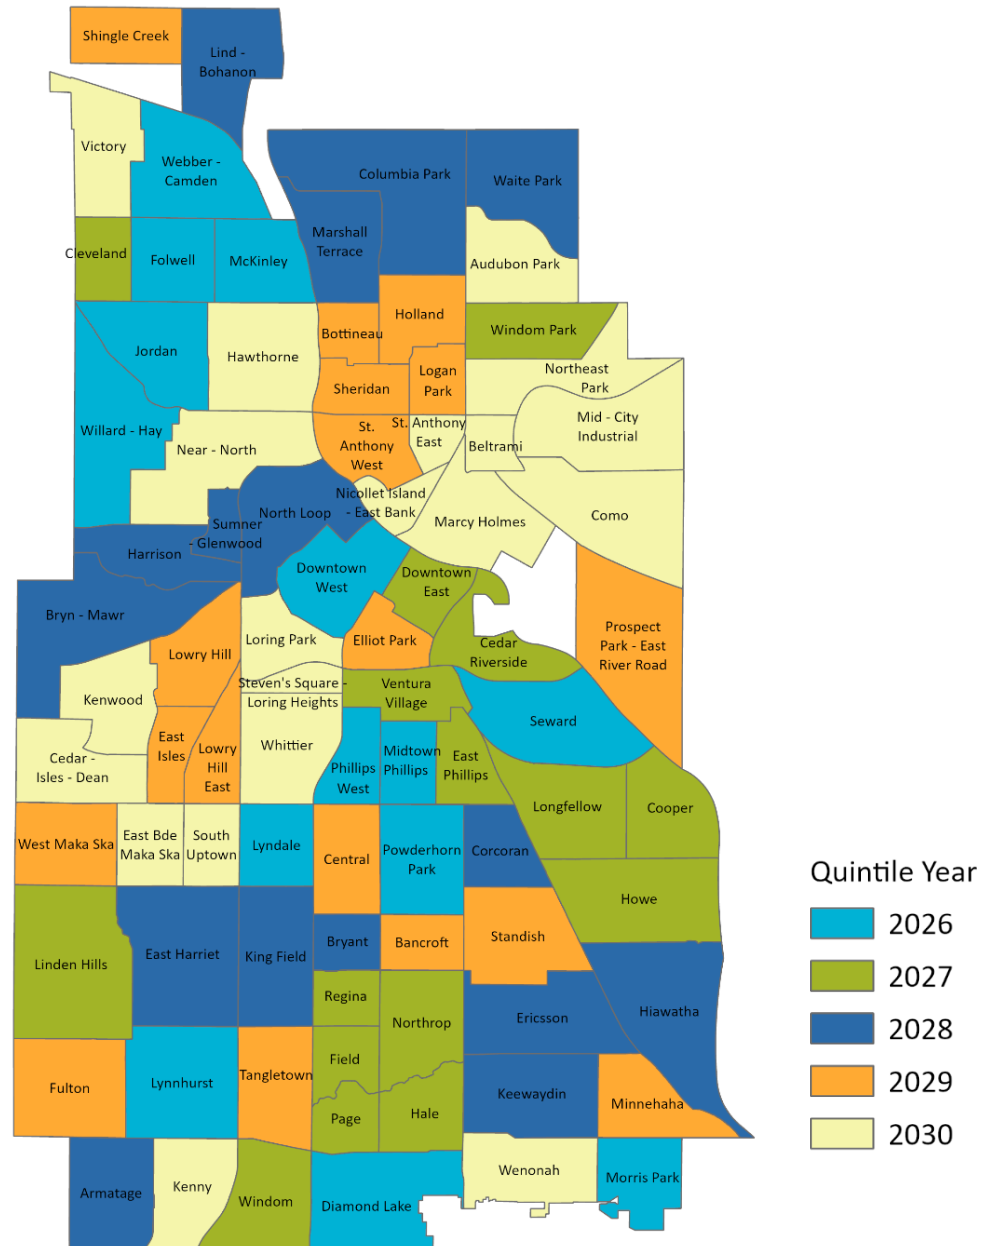 Shingle Creek
Lind -
Bohanon
Victory
Webber -
Camden
Columbia Park
Waite Park
Marshall
Terrace
Cleveland
Folwell
McKinley
Audubon Park
Bottineau
Holland
Windom Park
Jordan
Hawthorne
Northeast
Park
Sheridan
Logan
Park
Willard - Hay
Near - North
St.
Anthony
West
St. Anthony
East
Beltrami
Mid - City
Industrial
Nicollet Island
- East Bank
North Loop
Sumner
- Glenwood
Marcy Holmes
Como
Harrison
Downtown
West
Downtown
East
Bryn - Mawr
Loring Park
Elliot Park
Cedar
Riverside
Prospect
Park - East
River Road
Lowry Hill
Kenwood
Steven's Square -
Loring Heights
Ventura
Village
Seward
East
Isles
Lowry
Hill
East
Whittier
Phillips
West
Midtown
Phillips
East
Phillips
Cedar -
Isles - Dean
Longfellow
Cooper
West Maka Ska
East Bde
Maka Ska
South
Uptown
Lyndale
Central
Powderhorn
Park
Corcoran
Howe
Linden Hills
East Harriet
King Field
Bryant
Bancroft
Standish
Regina
Northrop
Ericsson
Hiawatha
Fulton
Lynnhurst
Tangletown
Field
Page
Hale
Keewaydin
Minnehaha
Armatage
Kenny
Windom
Diamond Lake
Wenonah
Morris Park
Quintile Year
2026
2027
2028
2029
2030